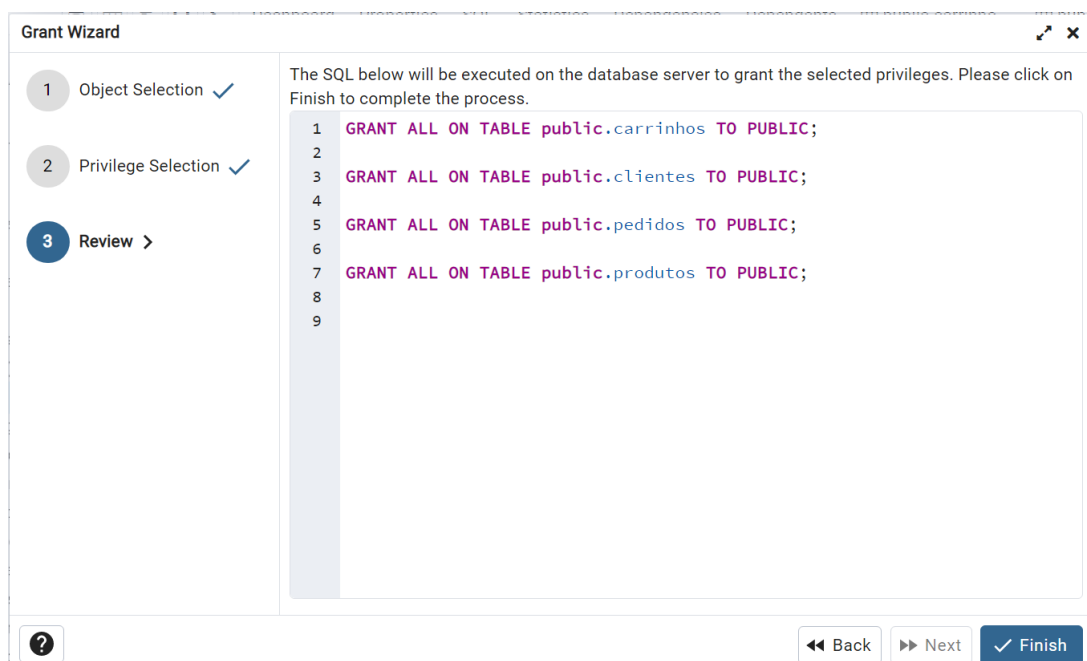 Grant Wizard
1 Object Selection
2 Privilege Selection
3 Review
The SQL below will be executed on the database server to grant the selected privileges. Please click on
Finish to complete the process.
1 GRANT ALL ON TABLE public.carrinhos TO PUBLIC;
2
3 GRANT ALL ON TABLE public.clientes TO PUBLIC;
4
5 GRANT ALL ON TABLE public.pedidos TO PUBLIC;
6
7 GRANT ALL ON TABLE public.produtos TO PUBLIC;
8
9
? Back Next Finish